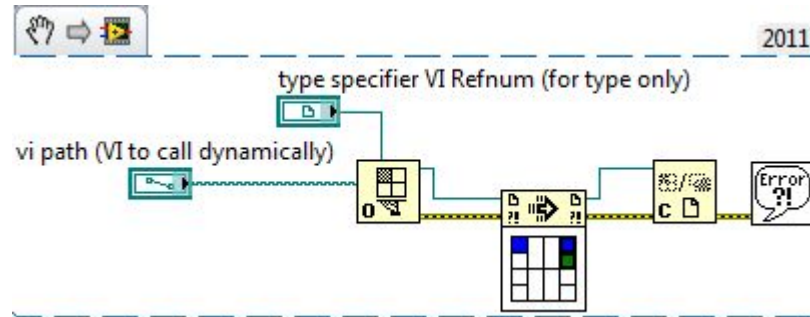 2011
type specifier VI Refnum (for type only)
vi path (VI to call dynamically)
O
?! ?!
C
Error
?!